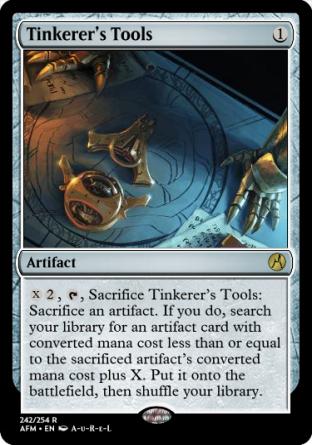 Tinkerer's Tools 1
Artifact
X 2, , Sacrifice Tinkerer's Tools:
Sacrifice an artifact. If you do, search
your library for an artifact card with
converted mana cost less than or equal
to the sacrificed artifact's converted
mana cost plus X. Put it onto the
battlefield, then shuffle your library.
242/254 R
AFM • EN A-U-R-E-L